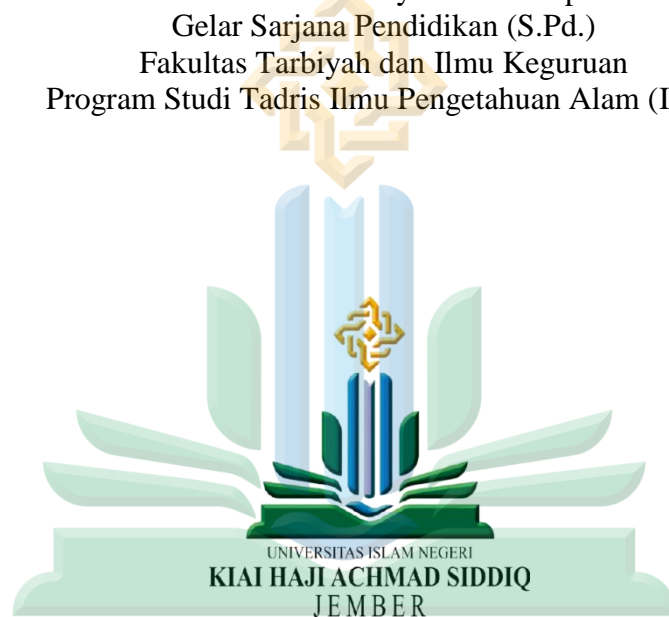 Gelar Sarjana Pendidikan (S.Pd.)
Fakultas Tarbiyah dan Ilmu Keguruan
Program Studi Tadris Ilmu Pengetahuan Alam (I
UNIVERSITAS ISLAM NEGERI
KIAI HAJI ACHMAD SIDDIQ
JEMBER